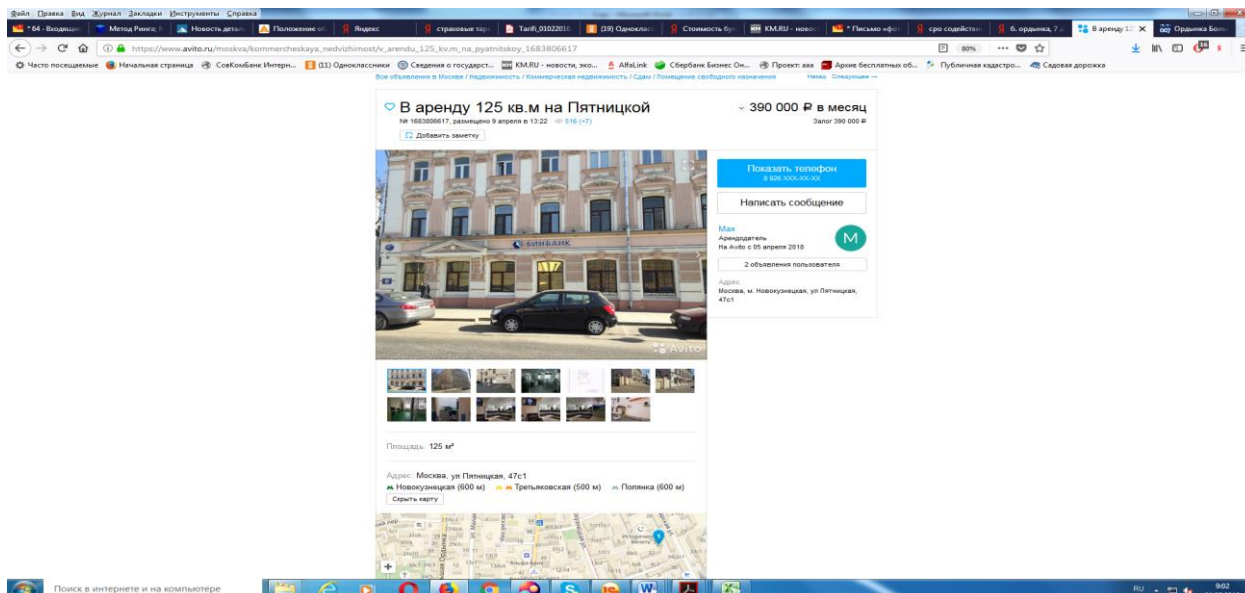 Файл Правка Вид Журнал Закладки Инструменты Справка
* 64 - Входящи Метод Ринга; Новость детал Положение об Яндекс страховые тар Tarifi_01022016 (19) Одноклас Стоимость бу KM.RU - новос * Письмо «фот сро содействи б. ордынка, 7 В аренду 12 Ордынка Боль
https://www.avito.ru/moskva/kommercheskaya_nedvizhimost/v_arendu_125_kv.m_na_pyatnitskoy_1683806617 80%
Часто посещаемые Начальная страница СовКомБанк Интерн... (11) Одноклассники Сведения о государст... KM.RU - новости, эко... AlfaLink Сбербанк Бизнес Он... Проект: ааа Архив бесплатных об... Публичная кадастро... Садовая дорожка
Все объявления в Москве / Недвижимость / Коммерческая недвижимость / Сдам / Помещение свободного назначения Назад Следующее →
В аренду 125 кв.м на Пятницкой
390 000 ₽ в месяц
№ 1683806617, размещено 9 апреля в 13:22 516 (+7)
Залог 390 000 ₽
Добавить заметку
Показать телефон
8 926 XXX-XX-XX
Написать сообщение
БИНБАНК
Мая
Арендодатель
На Avito с 05 апреля 2018
М
2 объявления пользователя
Адрес
Москва, м. Новокузнецкая, ул Пятницкая, 47с1
Avito
Площадь: 125 м²
Адрес: Москва, ул Пятницкая, 47с1
Новокузнецкая (600 м) Третьяковская (500 м) Полянка (600 м)
Скрыть карту
Поиск в интернете и на компьютере
RU
9:02